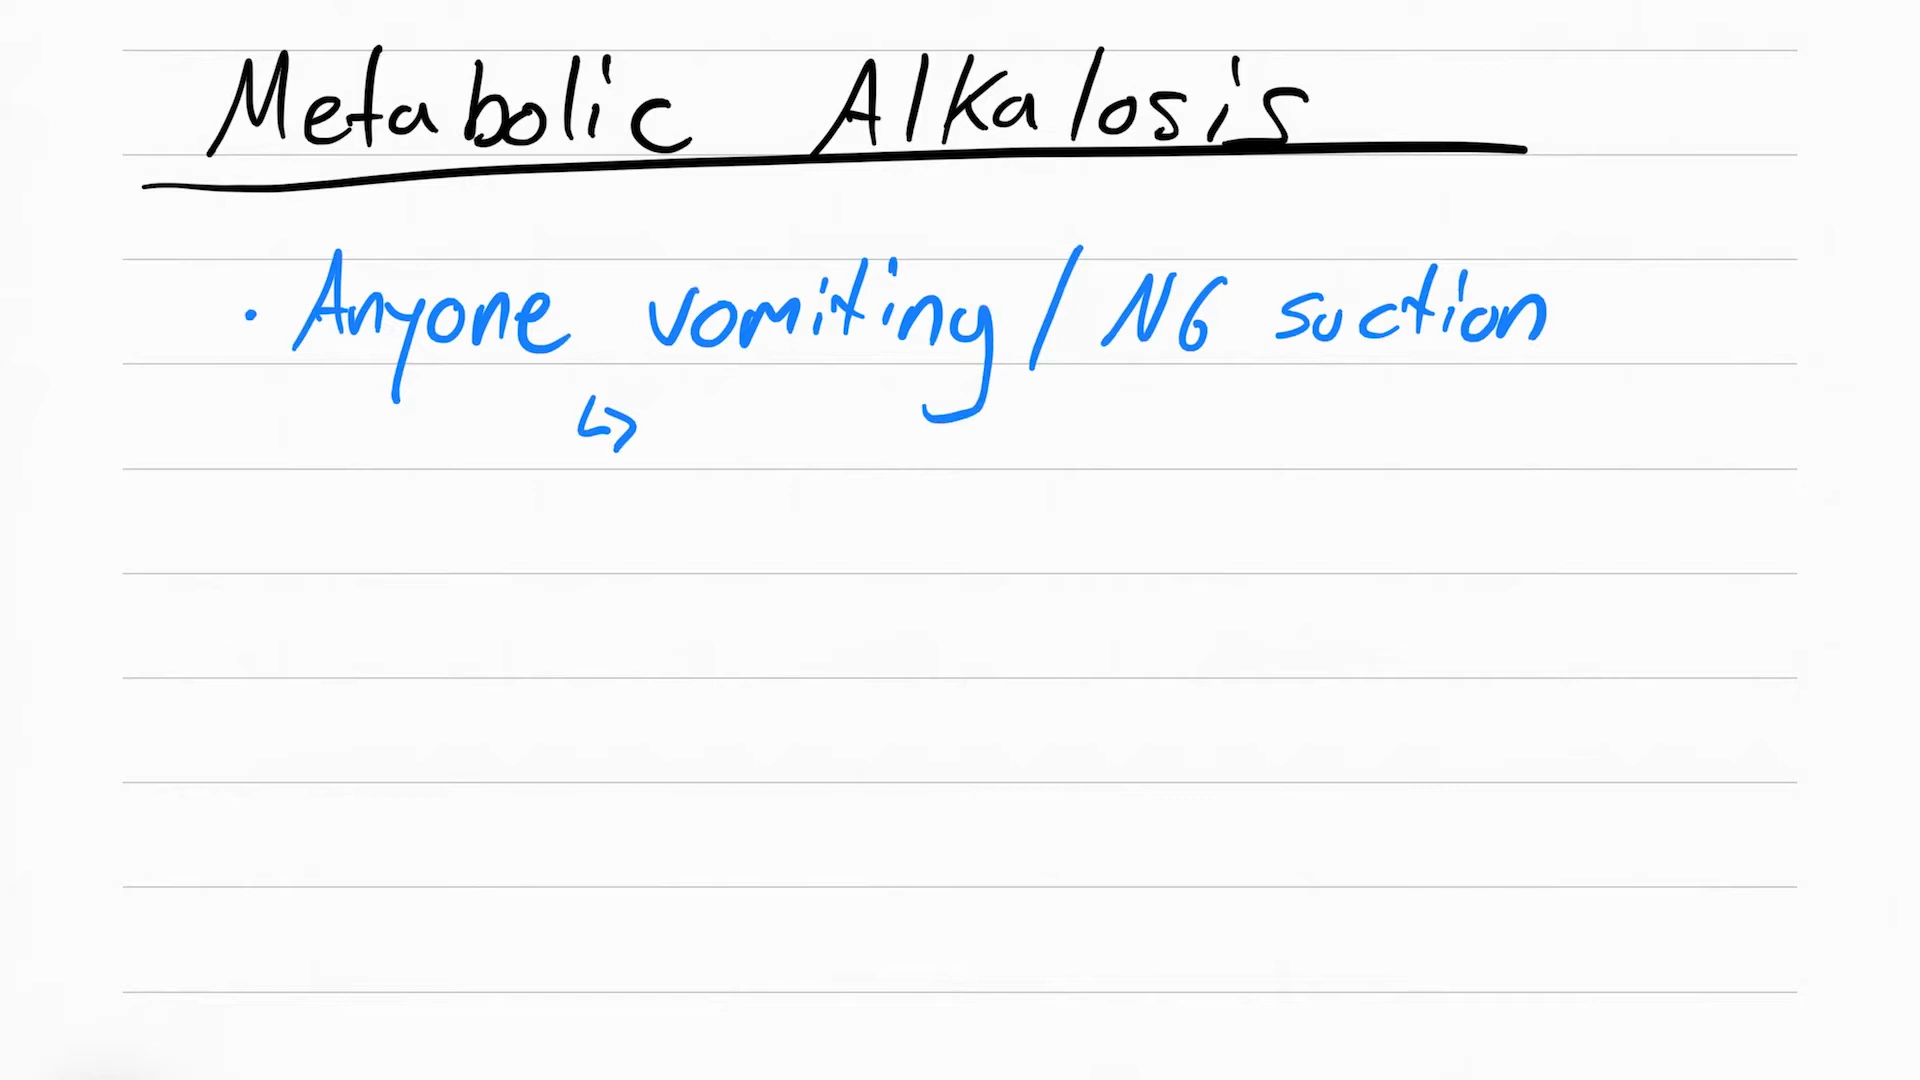 Metabolic Alkalosis
· Anyone vomiting / NG suction
↳